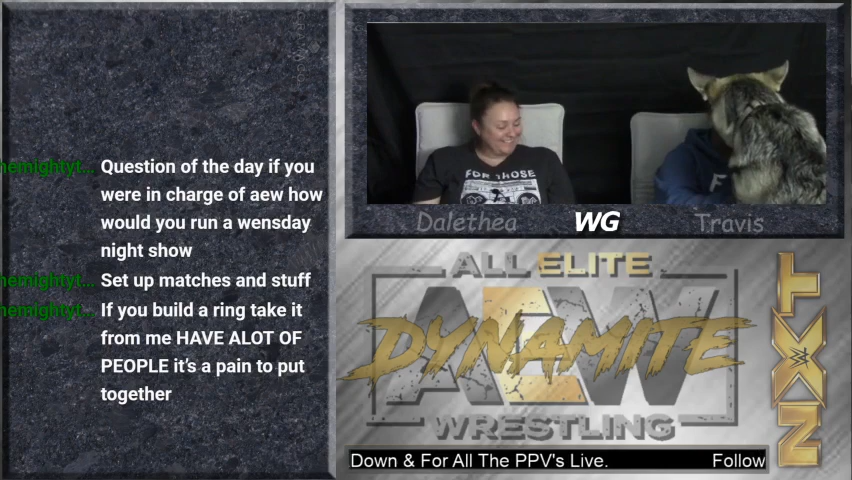 hemightyt... Question of the day if you
were in charge of aew how
would you run a wensday
night show
hemightyt... Set up matches and stuff
hemightyt... If you build a ring take it
from me HAVE ALOT OF
PEOPLE it's a pain to put
together
FOR THOSE
F
Dalethea WG Travis
ALL ELITE
AEW
DYNAMITE
WRESTLING
NXT
W
Down & For All The PPV's Live. Follow